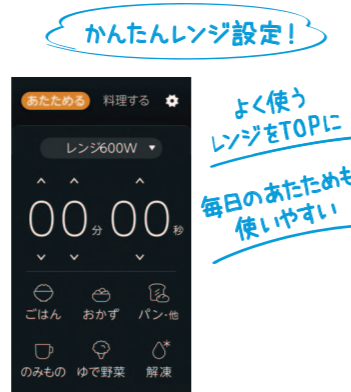 かんたんレンジ設定！
あたためる 料理する
レンジ600W ▼
00分 00秒
ごはん おかず パン・他
のみもの ゆで野菜 解凍
よく使う
レンジをTOPに
毎日のあたためも
使いやすい